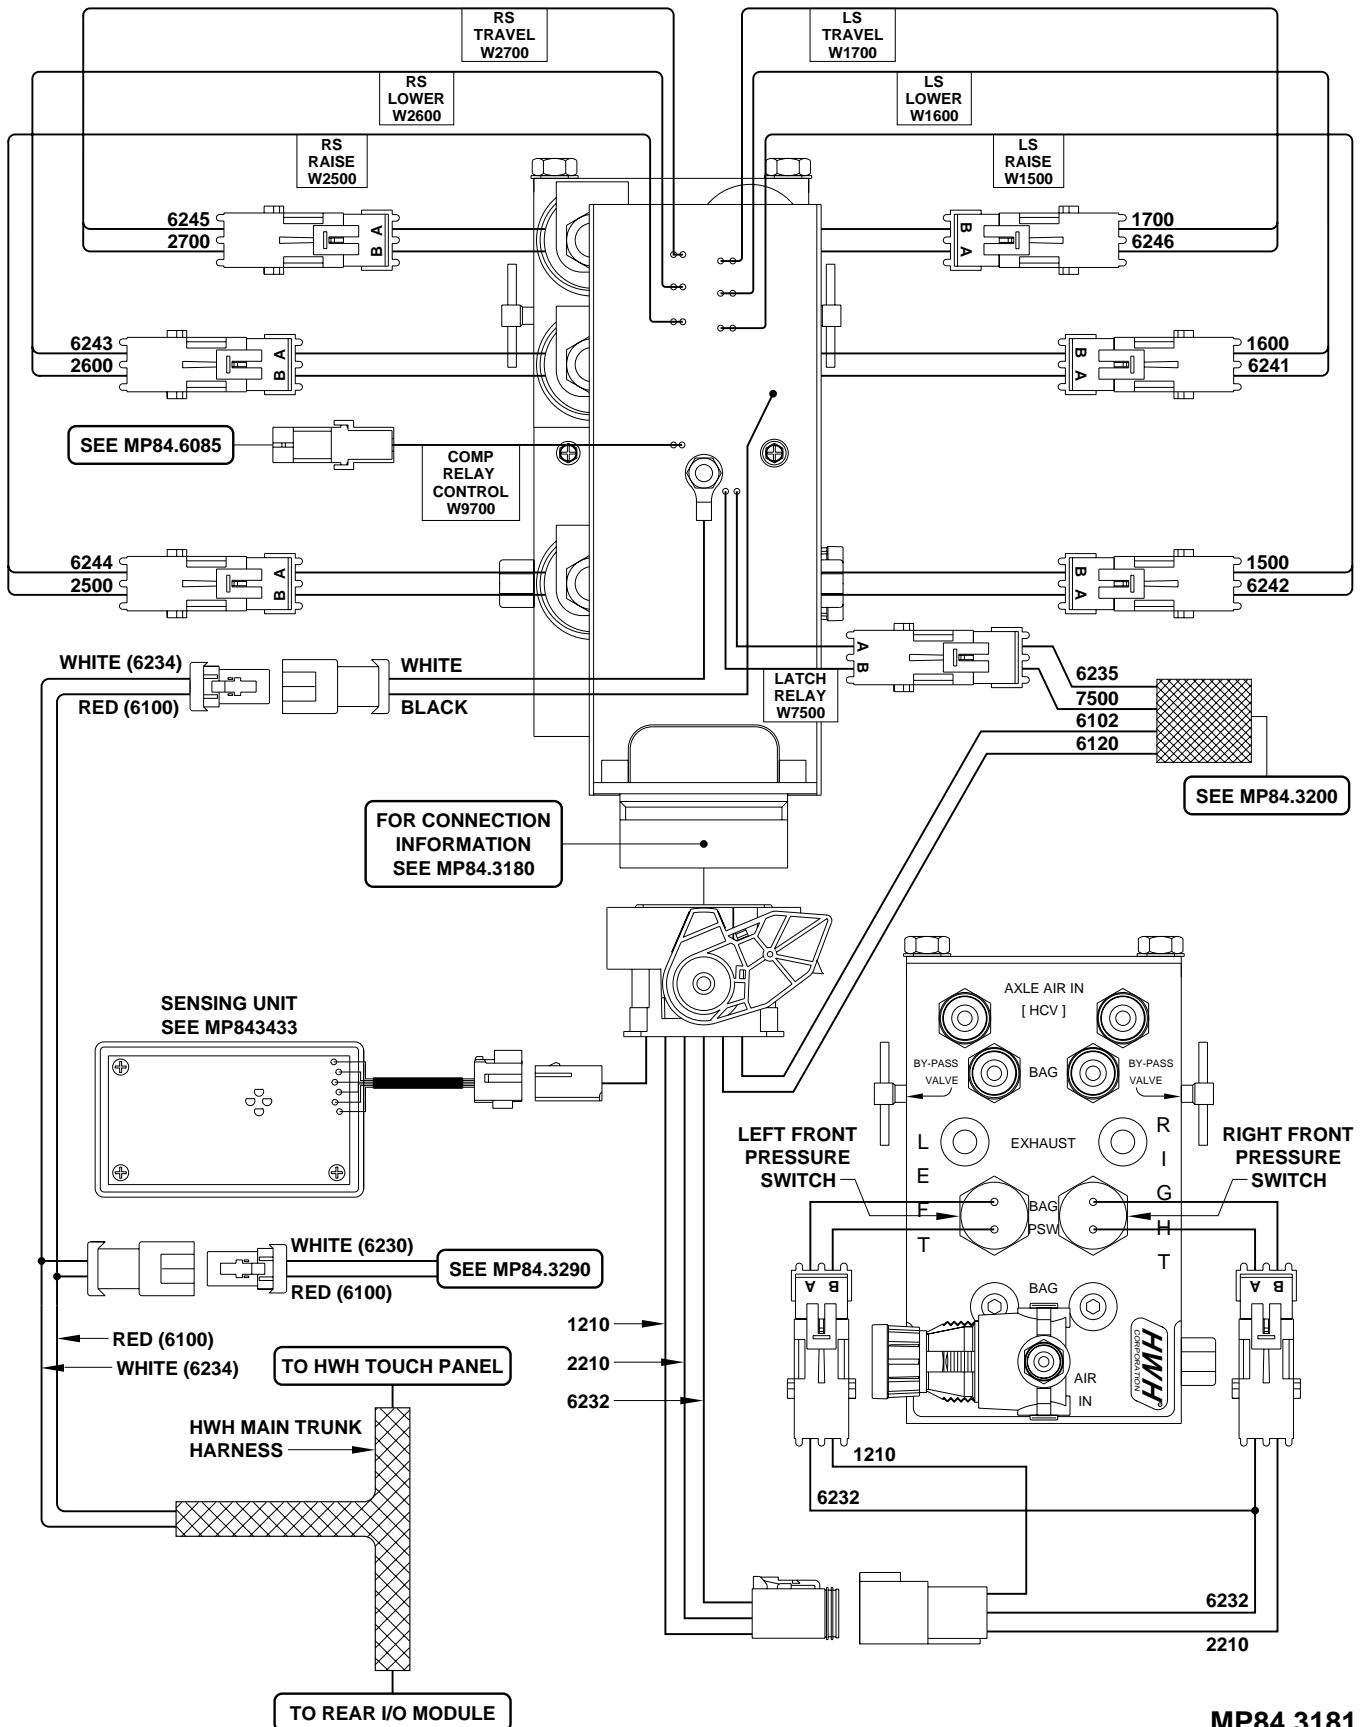 RS
TRAVEL
W2700
LS
TRAVEL
W1700
RS
LOWER
W2600
LS
LOWER
W1600
RS
RAISE
W2500
LS
RAISE
W1500
6245
2700
A
B
B
A
1700
6246
6243
2600
A
B
B
A
1600
6241
SEE MP84.6085
COMP
RELAY
CONTROL
W9700
6244
2500
A
B
B
A
1500
6242
WHITE (6234)
RED (6100)
WHITE
BLACK
A
B
LATCH
RELAY
W7500
6235
7500
6102
6120
SEE MP84.3200
FOR CONNECTION
INFORMATION
SEE MP84.3180
SENSING UNIT
SEE MP843433
AXLE AIR IN
[ HCV ]
BY-PASS
VALVE
BAG
BY-PASS
VALVE
LEFT FRONT
PRESSURE
SWITCH
LEFT
EXHAUST
RIGHT
RIGHT FRONT
PRESSURE
SWITCH
BAG
PSW
A B
A B
BAG
WHITE (6230)
RED (6100)
SEE MP84.3290
RED (6100)
WHITE (6234)
1210
2210
6232
AIR
IN
HWH
CORPORATION
®
TO HWH TOUCH PANEL
HWH MAIN TRUNK
HARNESS
1210
6232
6232
2210
TO REAR I/O MODULE
MP84.3181